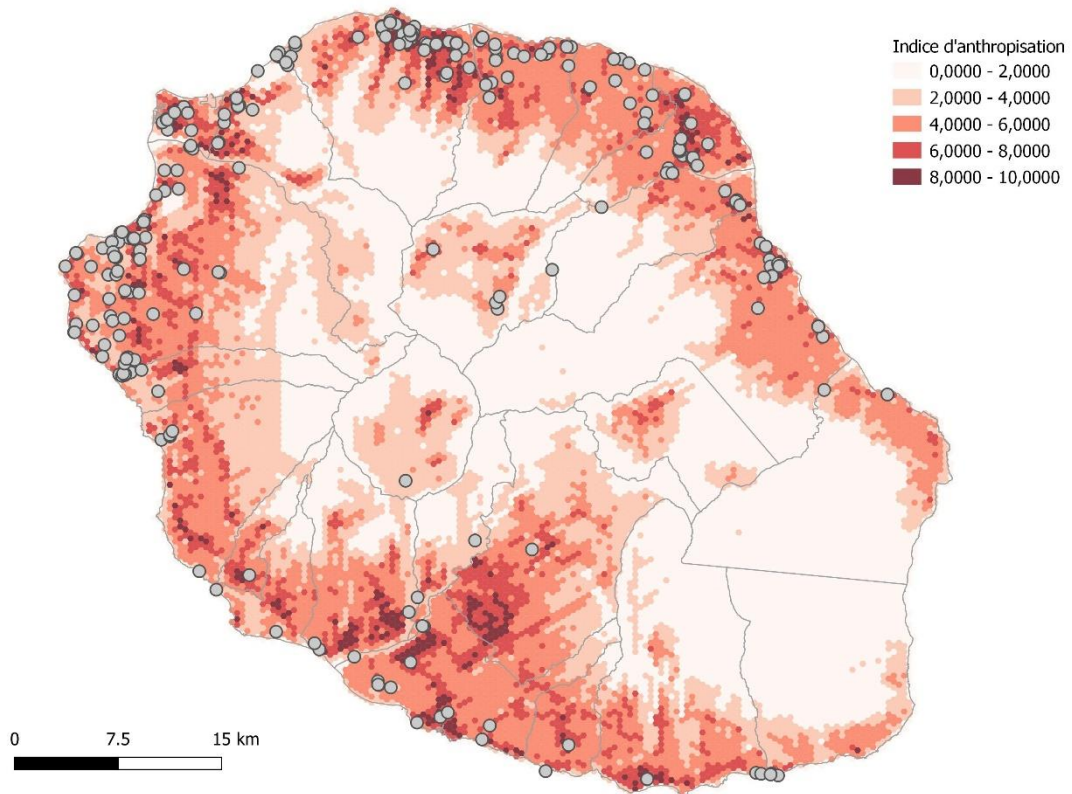 Indice d'anthropisation
0,0000 - 2,0000
2,0000 - 4,0000
4,0000 - 6,0000
6,0000 - 8,0000
8,0000 - 10,0000
0 7.5 15 km